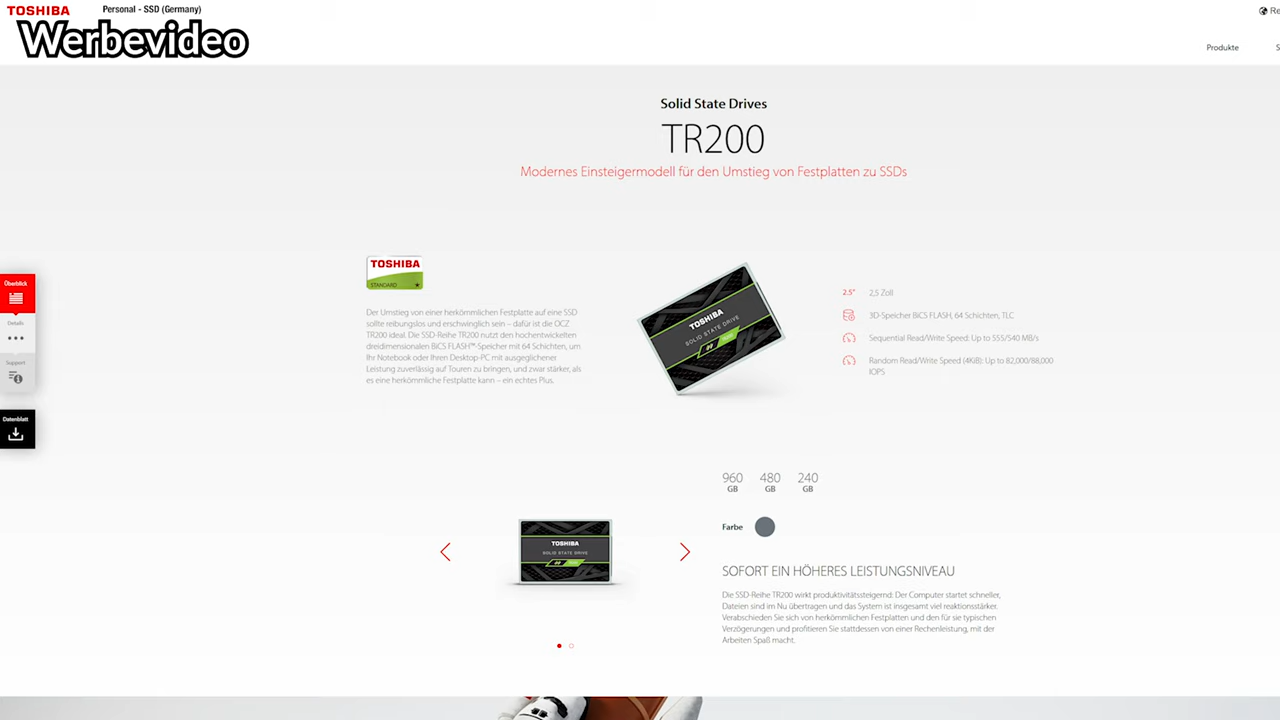 TOSHIBA
Personal - SSD (Germany)
Werbevideo
Re
Produkte
S
Solid State Drives
TR200
Modernes Einsteigermodell für den Umstieg von Festplatten zu SSDs
Überblick
Details
Support
Datenblatt
TOSHIBA
STANDARD
Der Umstieg von einer herkömmlichen Festplatte auf eine SSD
sollte reibungslos und erschwinglich sein – dafür ist die OCZ
TR200 ideal. Die SSD-Reihe TR200 nutzt den hochentwickelten
dreidimensionalen BiCS FLASH™-Speicher mit 64 Schichten, um
Ihr Notebook oder Ihren Desktop-PC mit ausgeglichener
Leistung zuverlässig auf Touren zu bringen, und zwar stärker, als
es eine herkömmliche Festplatte kann – ein echtes Plus.
TOSHIBA
SOLID STATE DRIVE
2.5" 2,5 Zoll
3D-Speicher BiCS FLASH, 64 Schichten, TLC
Sequential Read/Write Speed: Up to 555/540 MB/s
Random Read/Write Speed (4KiB): Up to 82,000/88,000
IOPS
960 480 240
GB GB GB
Farbe
TOSHIBA
SOLID STATE DRIVE
SOFORT EIN HÖHERES LEISTUNGSNIVEAU
Die SSD-Reihe TR200 wirkt produktivitätssteigernd: Der Computer startet schneller,
Dateien sind im Nu übertragen und das System ist insgesamt viel reaktionsstärker.
Verabschieden Sie sich von herkömmlichen Festplatten und den für sie typischen
Verzögerungen und profitieren Sie stattdessen von einer Rechenleistung, mit der
Arbeiten Spaß macht.